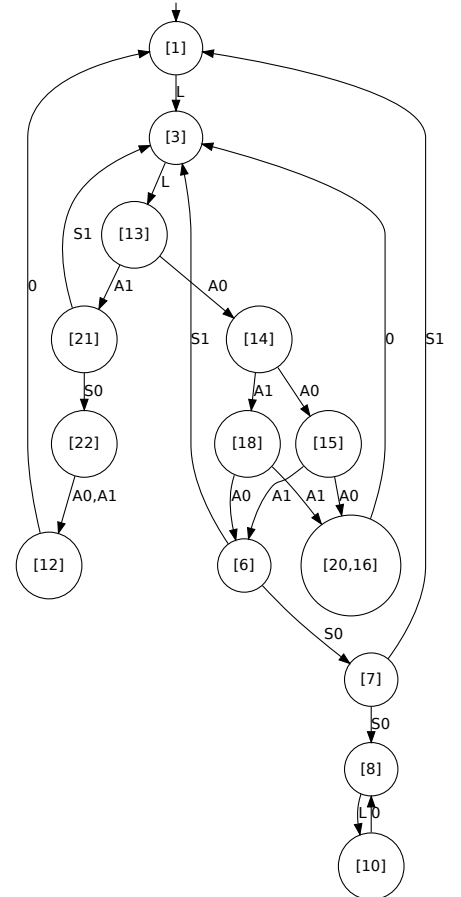 [1]
L
[3]
L
[13]
S1
A1
A0
0
[21]
[14]
S1
0
S1
S0
A1
A0
[22]
[18]
[15]
A0,A1
A0
A1
A1
A0
[12]
[6]
[20,16]
S0
[7]
S0
[8]
L
0
[10]